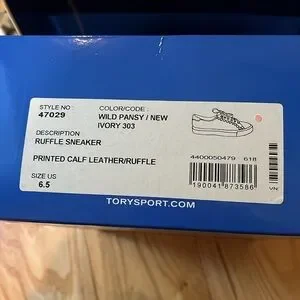 STYLE NO : COLOR/CODE :
47029 WILD PANSY / NEW
IVORY 303
DESCRIPTION
RUFFLE SNEAKER
PRINTED CALF LEATHER/RUFFLE
4400050479 618
SIZE US
6.5
190041873586
VN
TORYSPORT.COM